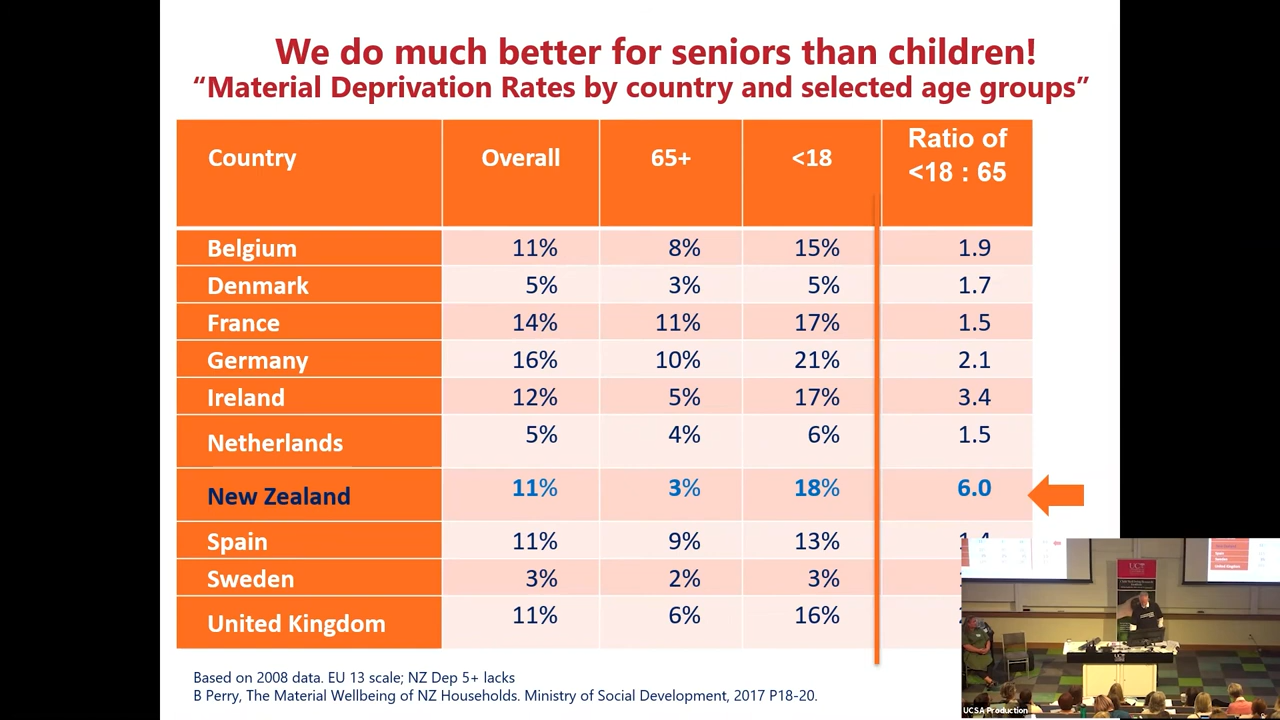 We do much better for seniors than children!
“Material Deprivation Rates by country and selected age groups”
Country Overall 65+ <18 Ratio of <18 : 65
Belgium 11% 8% 15% 1.9
Denmark 5% 3% 5% 1.7
France 14% 11% 17% 1.5
Germany 16% 10% 21% 2.1
Ireland 12% 5% 17% 3.4
Netherlands 5% 4% 6% 1.5
New Zealand 11% 3% 18% 6.0
Spain 11% 9% 13%
Sweden 3% 2% 3%
United Kingdom 11% 6% 16%
Based on 2008 data. EU 13 scale; NZ Dep 5+ lacks
B Perry, The Material Wellbeing of NZ Households. Ministry of Social Development, 2017 P18-20.
UC
UCSA Production